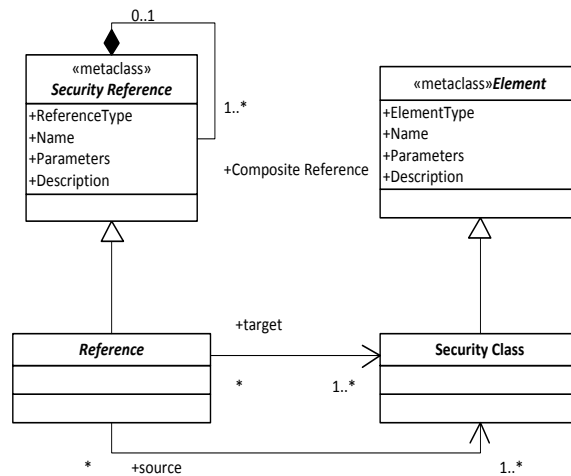 0..1
«metaclass»
Security Reference
+ReferenceType
+Name
+Parameters
+Description
1..*
+Composite Reference
«metaclass»Element
+ElementType
+Name
+Parameters
+Description
Reference
+target
*
1..*
Security Class
*
+source
1..*